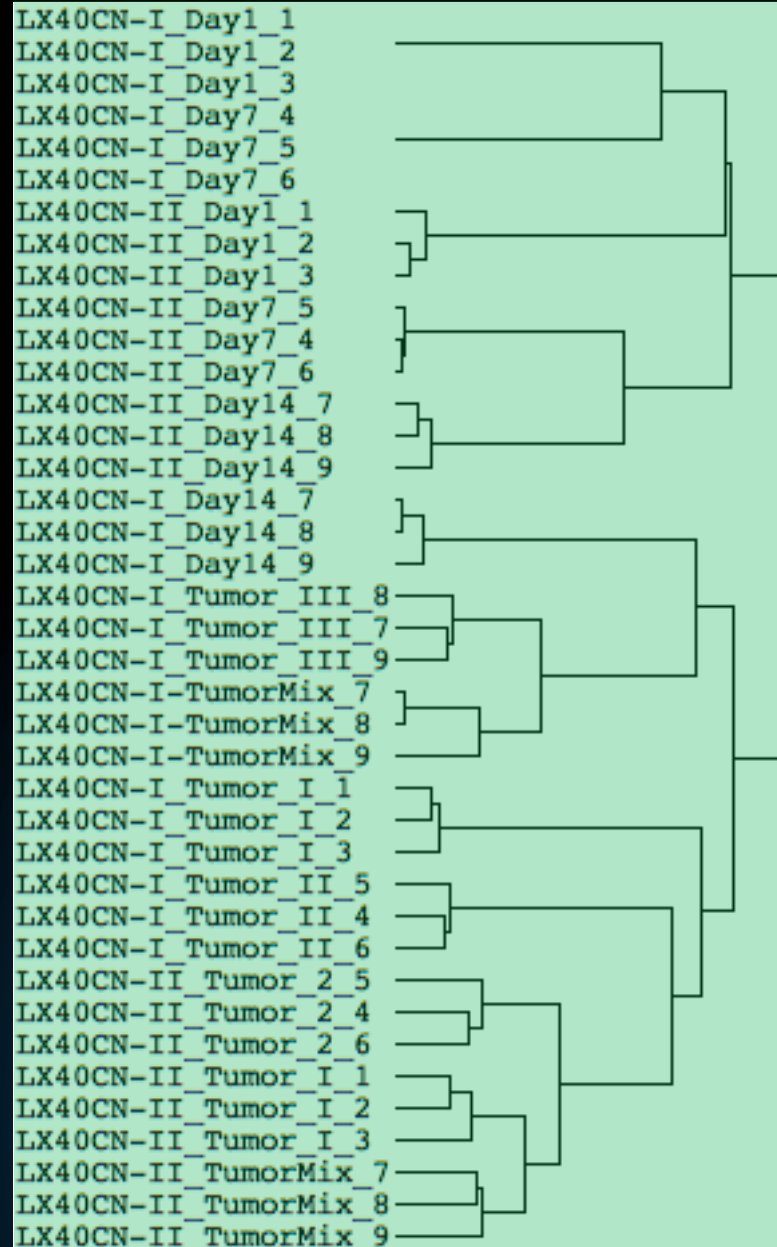 LX40CN-I_Day1_1
LX40CN-I_Day1_2
LX40CN-I_Day1_3
LX40CN-I_Day7_4
LX40CN-I_Day7_5
LX40CN-I_Day7_6
LX40CN-II_Day1_1
LX40CN-II_Day1_2
LX40CN-II_Day1_3
LX40CN-II_Day7_5
LX40CN-II_Day7_4
LX40CN-II_Day7_6
LX40CN-II_Day14_7
LX40CN-II_Day14_8
LX40CN-II_Day14_9
LX40CN-I_Day14_7
LX40CN-I_Day14_8
LX40CN-I_Day14_9
LX40CN-I_Tumor_III_8
LX40CN-I_Tumor_III_7
LX40CN-I_Tumor_III_9
LX40CN-I-TumorMix_7
LX40CN-I-TumorMix_8
LX40CN-I-TumorMix_9
LX40CN-I_Tumor_I_1
LX40CN-I_Tumor_I_2
LX40CN-I_Tumor_I_3
LX40CN-I_Tumor_II_5
LX40CN-I_Tumor_II_4
LX40CN-I_Tumor_II_6
LX40CN-II_Tumor_2_5
LX40CN-II_Tumor_2_4
LX40CN-II_Tumor_2_6
LX40CN-II_Tumor_I_1
LX40CN-II_Tumor_I_2
LX40CN-II_Tumor_I_3
LX40CN-II_TumorMix_7
LX40CN-II_TumorMix_8
LX40CN-II_TumorMix_9